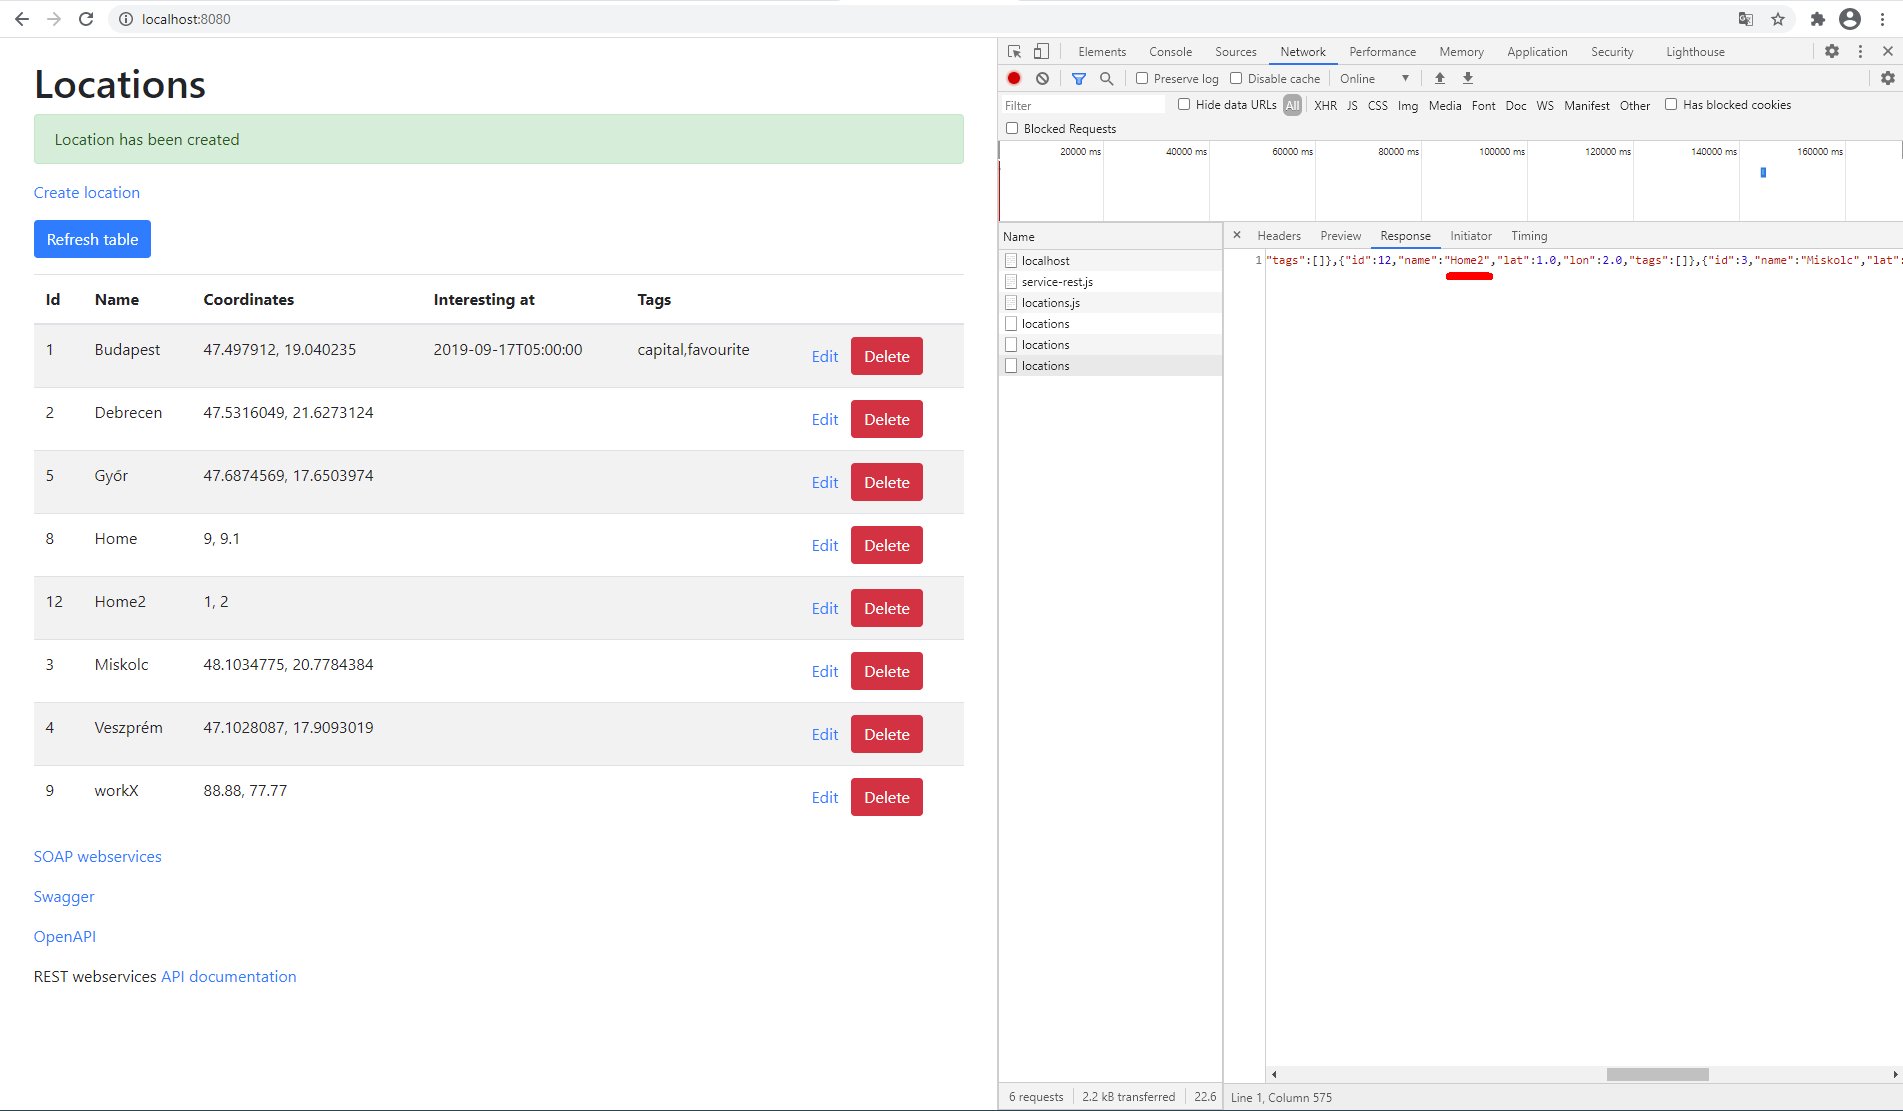 localhost:8080
Locations
Location has been created
Create location
Refresh table
Id Name Coordinates Interesting at Tags
1 Budapest 47.497912, 19.040235 2019-09-17T05:00:00 capital,favourite Edit Delete
2 Debrecen 47.5316049, 21.6273124 Edit Delete
5 Győr 47.6874569, 17.6503974 Edit Delete
8 Home 9, 9.1 Edit Delete
12 Home2 1, 2 Edit Delete
3 Miskolc 48.1034775, 20.7784384 Edit Delete
4 Veszprém 47.1028087, 17.9093019 Edit Delete
9 workX 88.88, 77.77 Edit Delete
SOAP webservices
Swagger
OpenAPI
REST webservices API documentation
Elements Console Sources Network Performance Memory Application Security Lighthouse
Preserve log Disable cache Online
Filter Hide data URLs All XHR JS CSS Img Media Font Doc WS Manifest Other Has blocked cookies
Blocked Requests
20000 ms 40000 ms 60000 ms 80000 ms 100000 ms 120000 ms 140000 ms 160000 ms
Name
localhost
service-rest.js
locations.js
locations
locations
locations
Headers Preview Response Initiator Timing
1 "tags":[]},{"id":12,"name":"Home2","lat":1.0,"lon":2.0,"tags":[]},{"id":3,"name":"Miskolc","lat":
6 requests 2.2 kB transferred 22.6
Line 1, Column 575